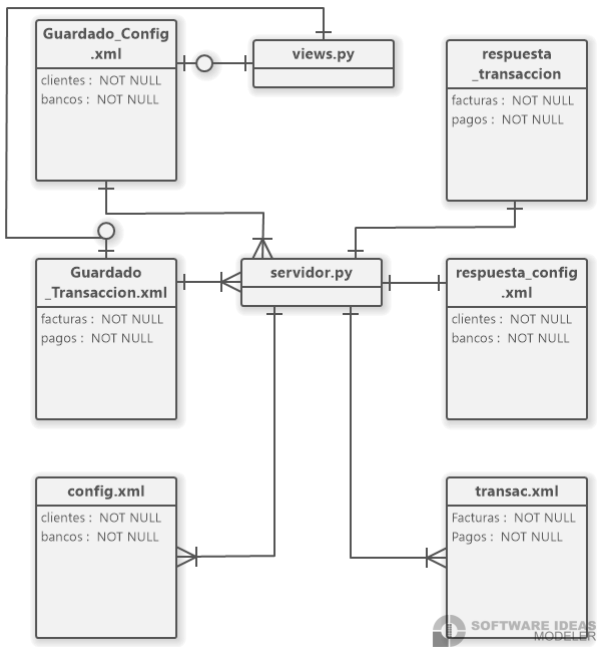 Guardado_Config
.xml
clientes : NOT NULL
bancos : NOT NULL
views.py
respuesta
_transaccion
facturas : NOT NULL
pagos : NOT NULL
Guardado
_Transaccion.xml
facturas : NOT NULL
pagos : NOT NULL
servidor.py
respuesta_config
.xml
clientes : NOT NULL
bancos : NOT NULL
config.xml
clientes : NOT NULL
bancos : NOT NULL
transac.xml
Facturas : NOT NULL
Pagos : NOT NULL
SOFTWARE IDEAS
MODELER